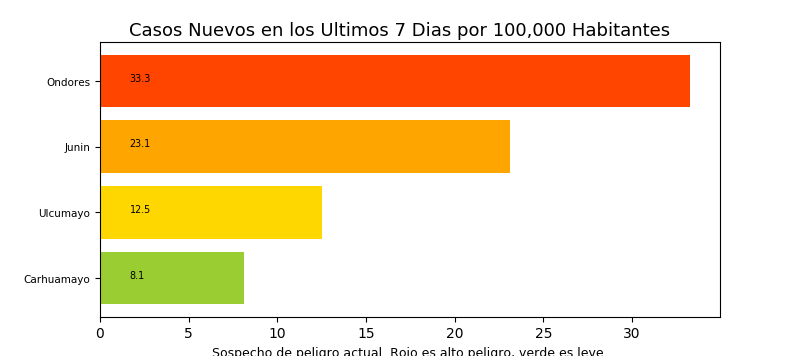 Casos Nuevos en los Ultimos 7 Dias por 100,000 Habitantes
Ondores
33.3
Junin
23.1
Ulcumayo
12.5
Carhuamayo
8.1
0 5 10 15 20 25 30
Sospecho de peligro actual. Rojo es alto peligro, verde es leve